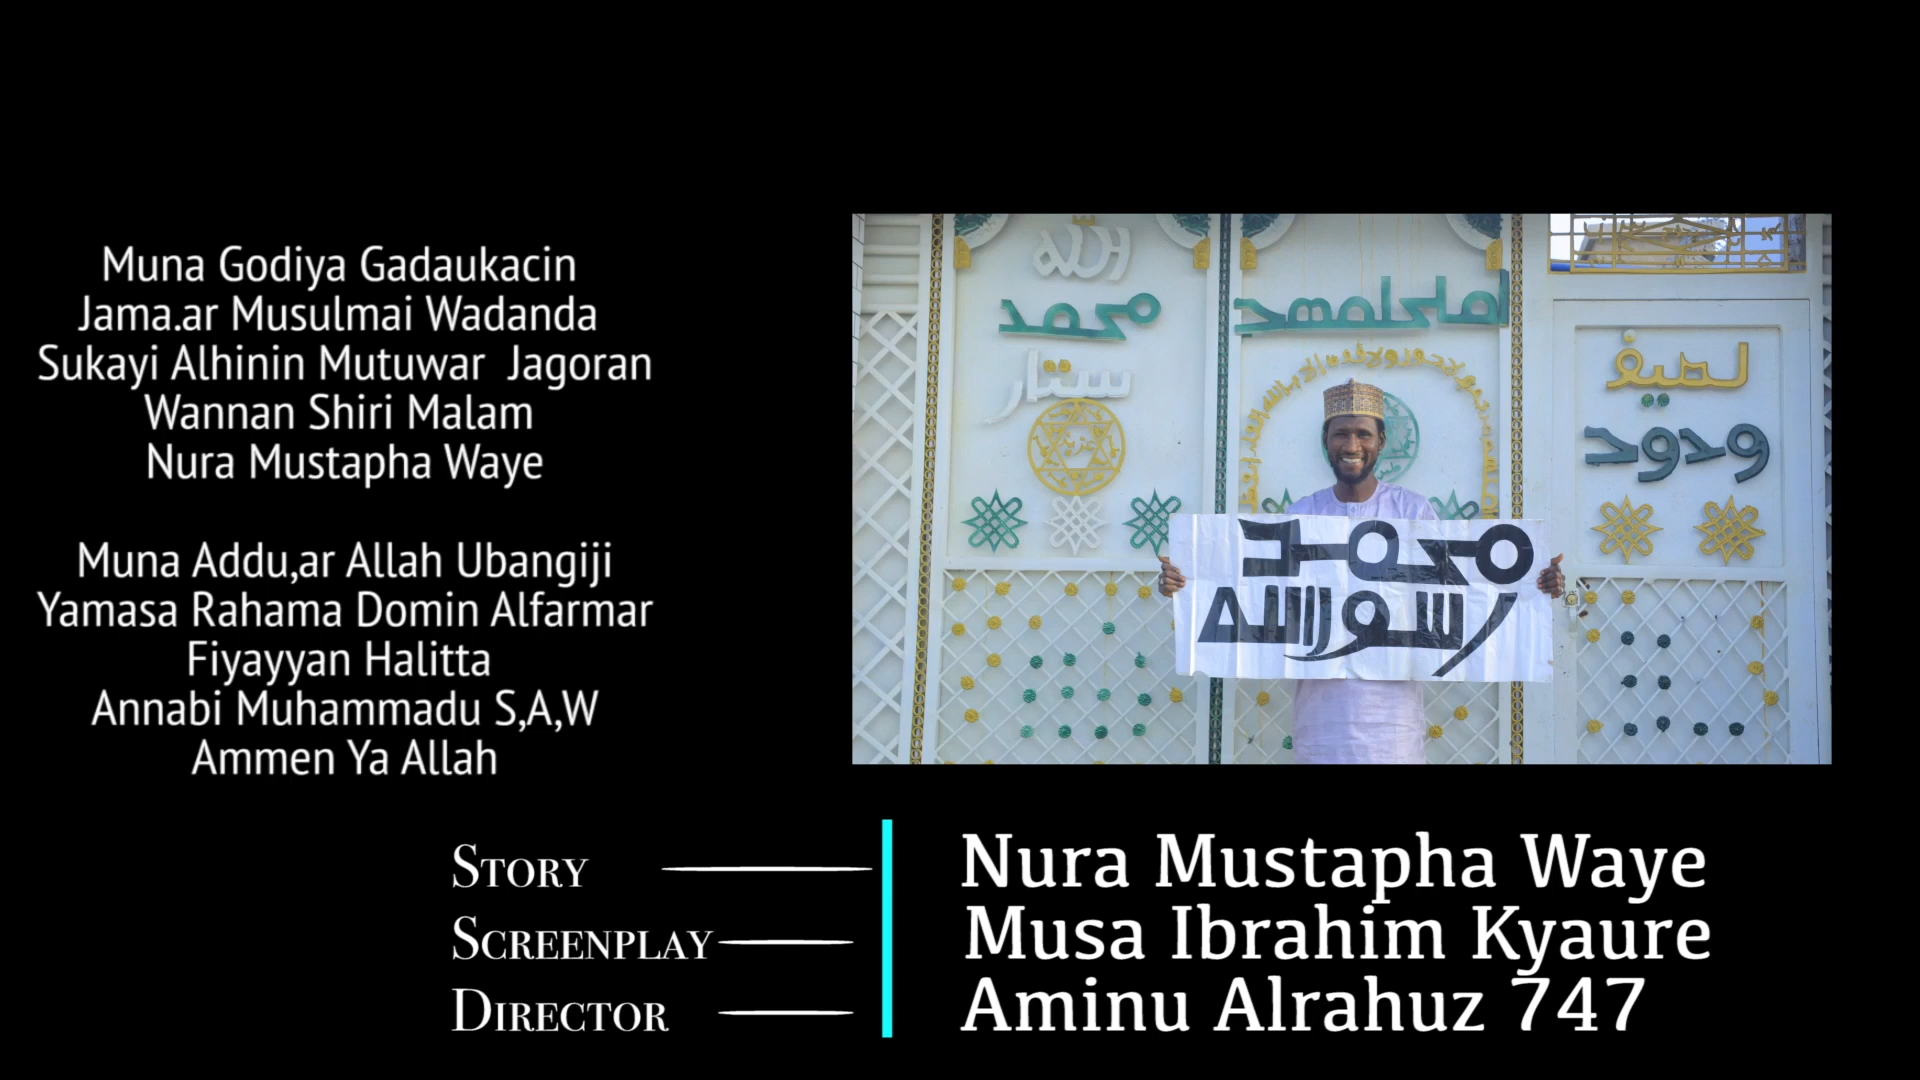 Muna Godiya Gadaukacin
Jama.ar Musulmai Wadanda
Sukayi Alhinin Mutuwar Jagoran
Wannan Shiri Malam
Nura Mustapha Waye
Muna Addu,ar Allah Ubangiji
Yamasa Rahama Domin Alfarmar
Fiyayyan Halitta
Annabi Muhammadu S,A,W
Ammen Ya Allah
الله
محمد
ستار
لطيف
ودود
محمد
رسول الله
STORY Nura Mustapha Waye
SCREENPLAY Musa Ibrahim Kyaure
DIRECTOR Aminu Alrahuz 747